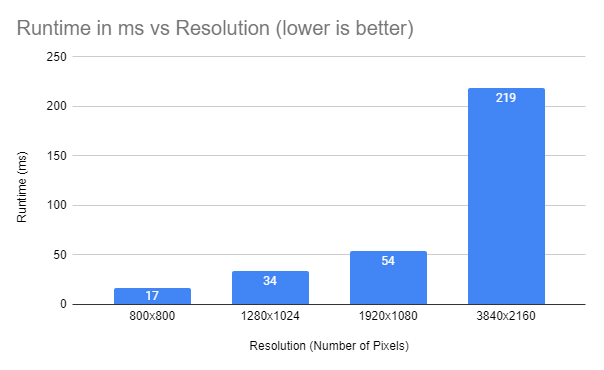 Runtime in ms vs Resolution (lower is better)
250
200
150
100
50
0
Runtime (ms)
17
34
54
219
800x800
1280x1024
1920x1080
3840x2160
Resolution (Number of Pixels)